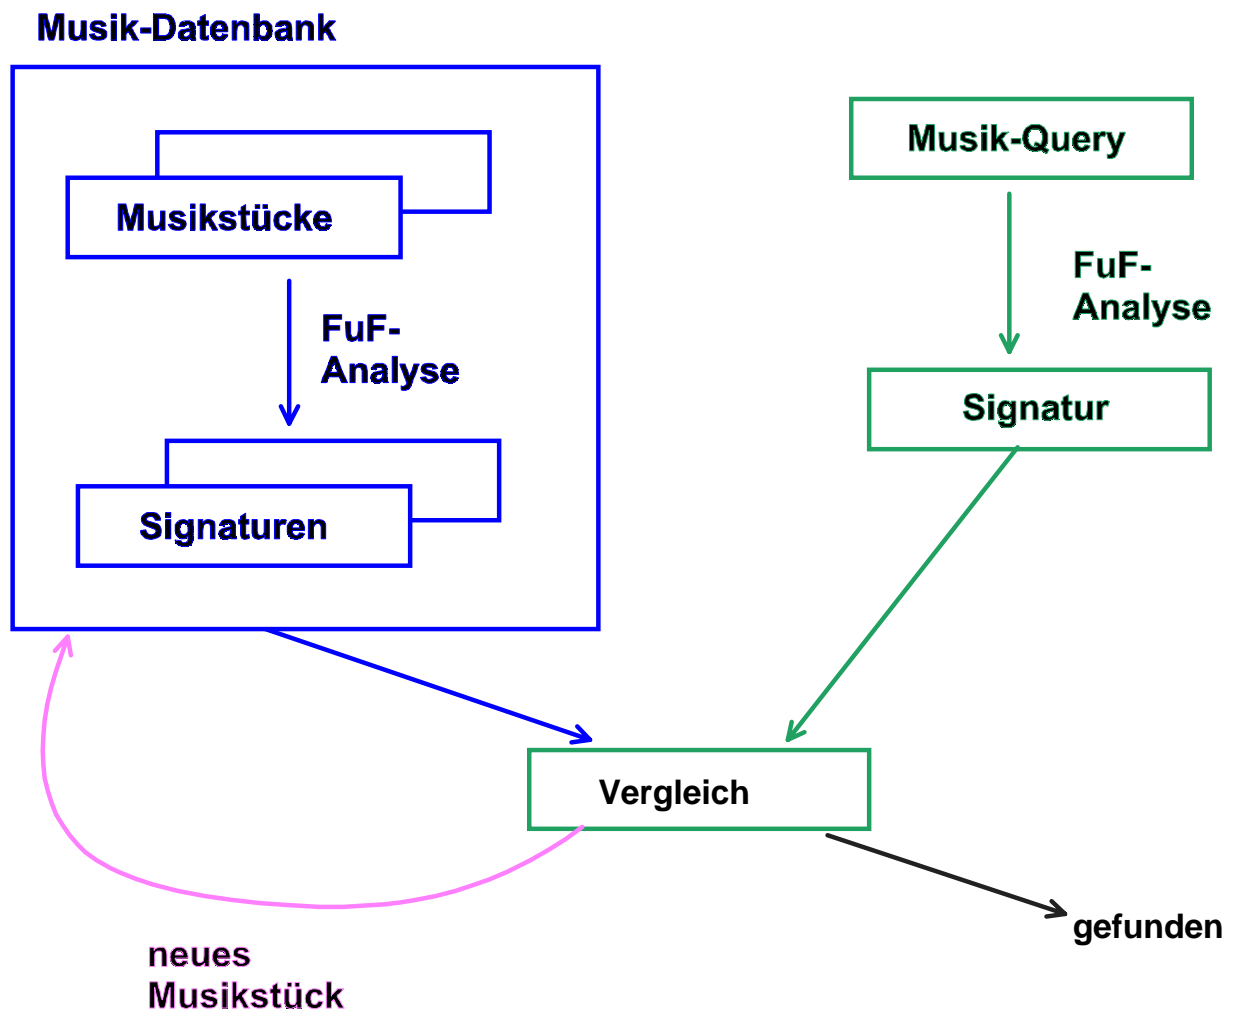 Musik-Datenbank
Musikstücke
FuF-
Analyse
Signaturen
Musik-Query
FuF-
Analyse
Signatur
Vergleich
gefunden
neues
Musikstück